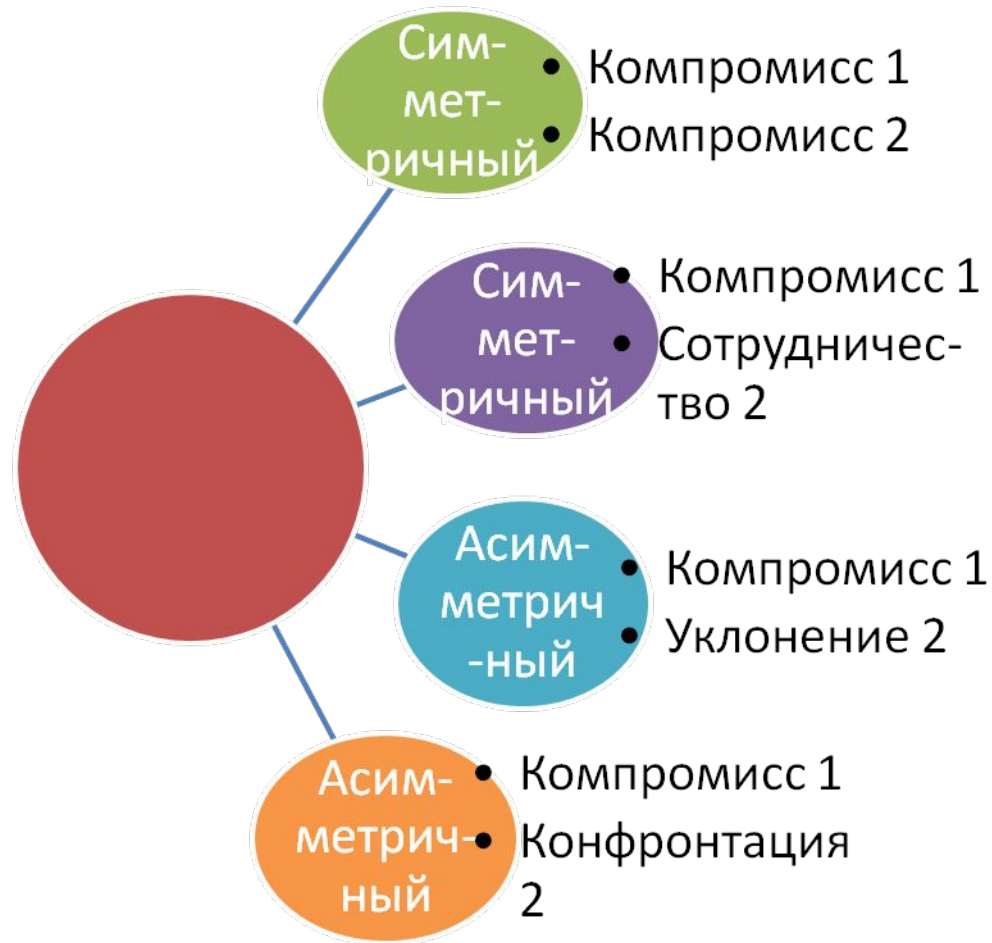 Сим-
мет-
ричный
• Компромисс 1
• Компромисс 2
Сим-
мет-
ричный
• Компромисс 1
• Сотрудничес-
тво 2
Асим-
метрич
-ный
• Компромисс 1
• Уклонение 2
Асим-
метрич-
ный
• Компромисс 1
• Конфронтация
2